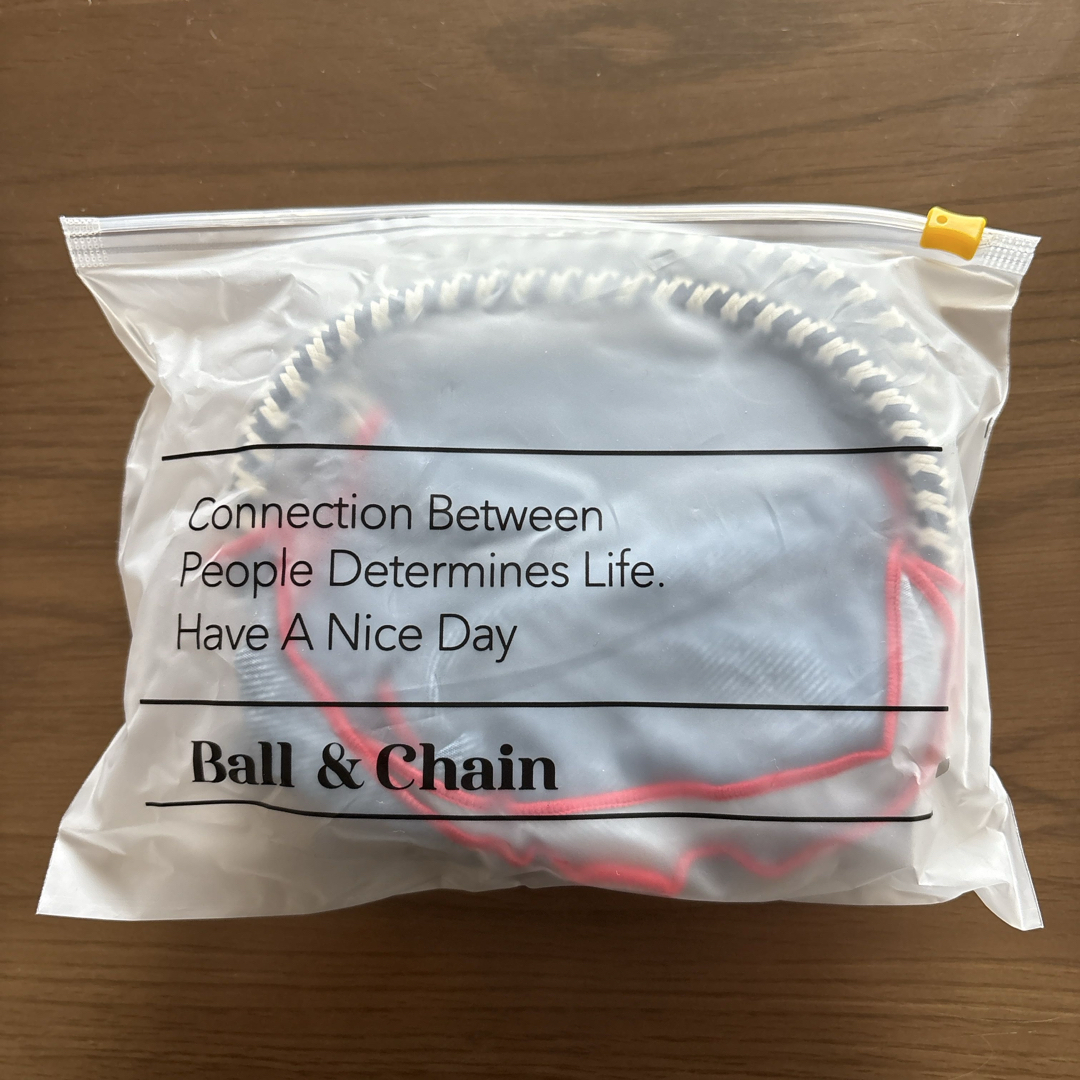 Connection Between
People Determines Life.
Have A Nice Day
Ball & Chain